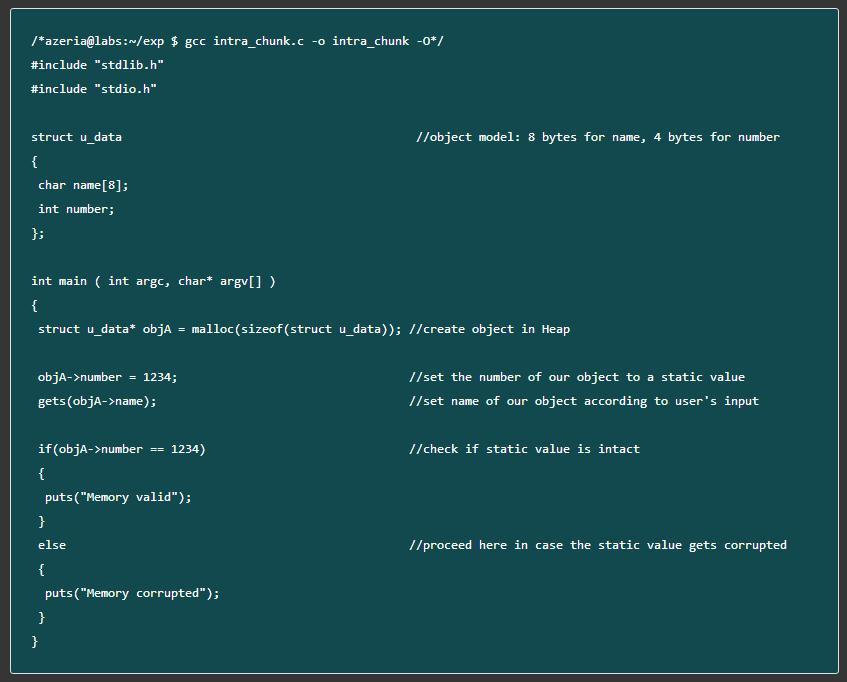 /*azeria@labs:~/exp $ gcc intra_chunk.c -o intra_chunk -O*/
#include "stdlib.h"
#include "stdio.h"
struct u_data //object model: 8 bytes for name, 4 bytes for number
{
char name[8];
int number;
};
int main ( int argc, char* argv[] )
{
struct u_data* objA = malloc(sizeof(struct u_data)); //create object in Heap
objA->number = 1234; //set the number of our object to a static value
gets(objA->name); //set name of our object according to user's input
if(objA->number == 1234) //check if static value is intact
{
puts("Memory valid");
}
else //proceed here in case the static value gets corrupted
{
puts("Memory corrupted");
}
}